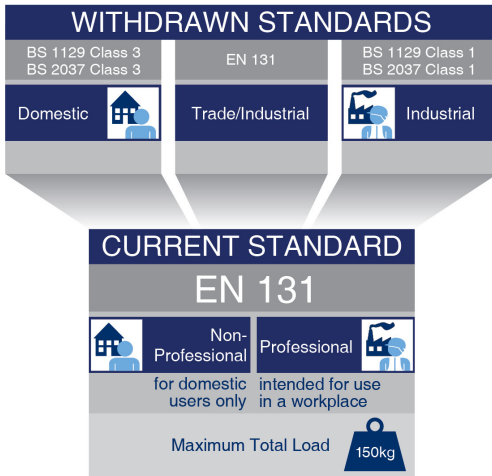 WITHDRAWN STANDARDS
BS 1129 Class 3
BS 2037 Class 3
EN 131
BS 1129 Class 1
BS 2037 Class 1
Domestic
Trade/Industrial
Industrial
CURRENT STANDARD
EN 131
Non-
Professional
Professional
for domestic
users only
intended for use
in a workplace
Maximum Total Load
150kg